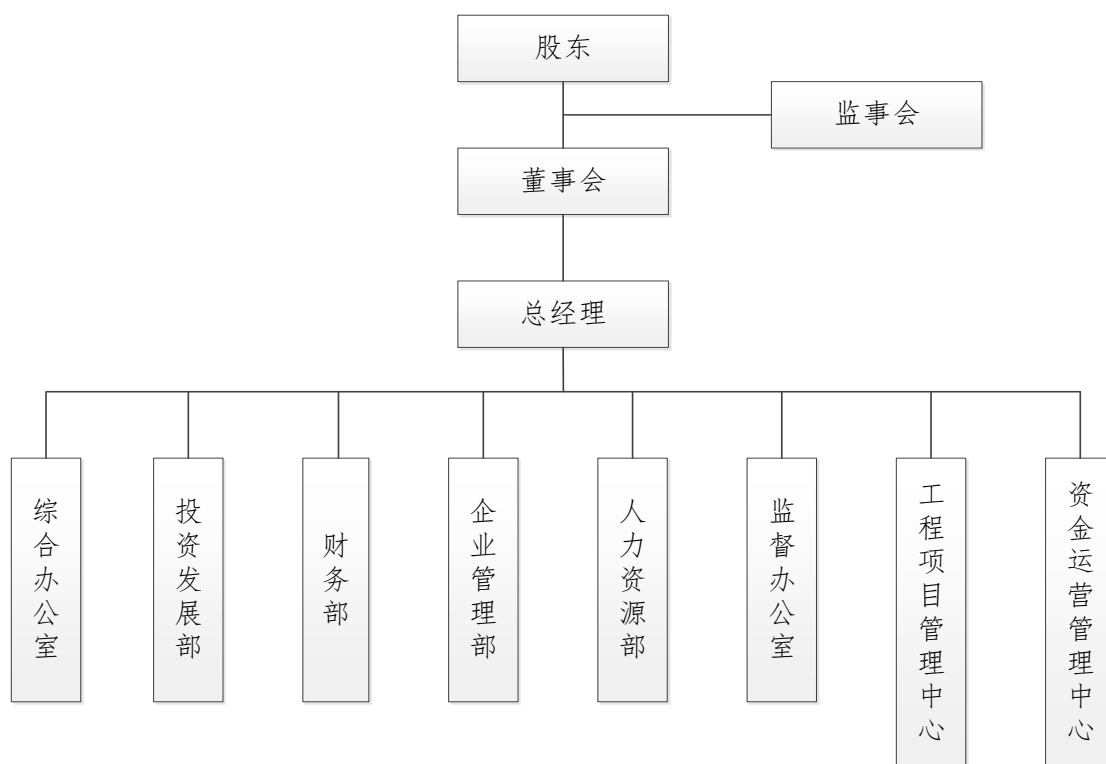 股东
监事会
董事会
总经理
综合办公室
投资发展部
财务部
企业管理部
人力资源部
监督办公室
工程项目管理中心
资金运营管理中心